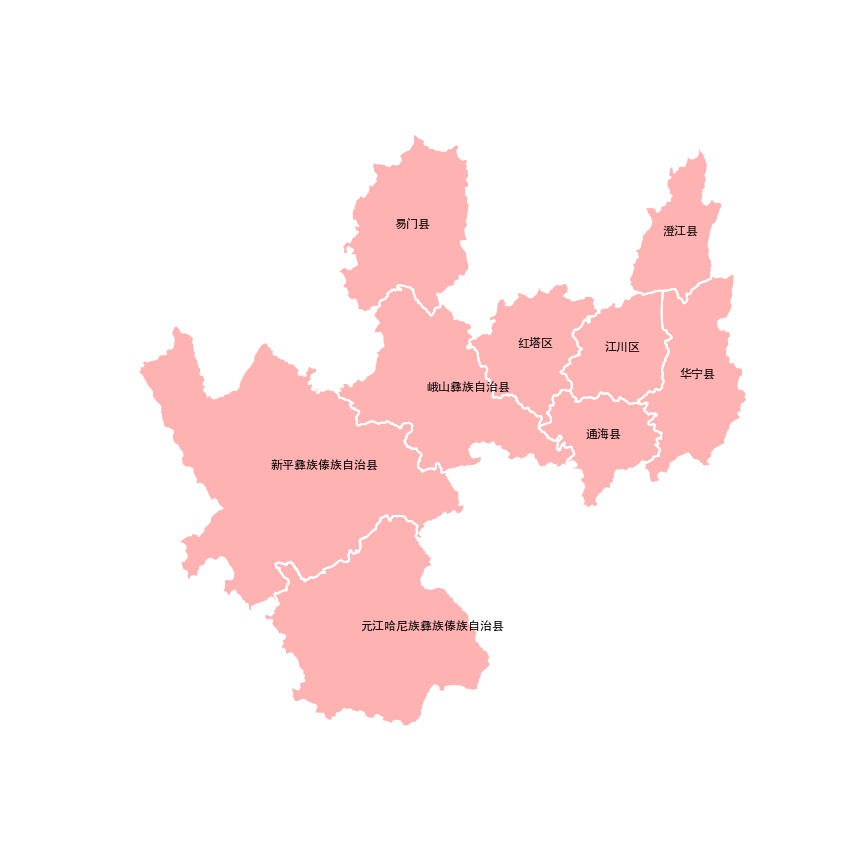 易门县
澄江县
红塔区
江川区
华宁县
峨山彝族自治县
通海县
新平彝族傣族自治县
元江哈尼族彝族傣族自治县